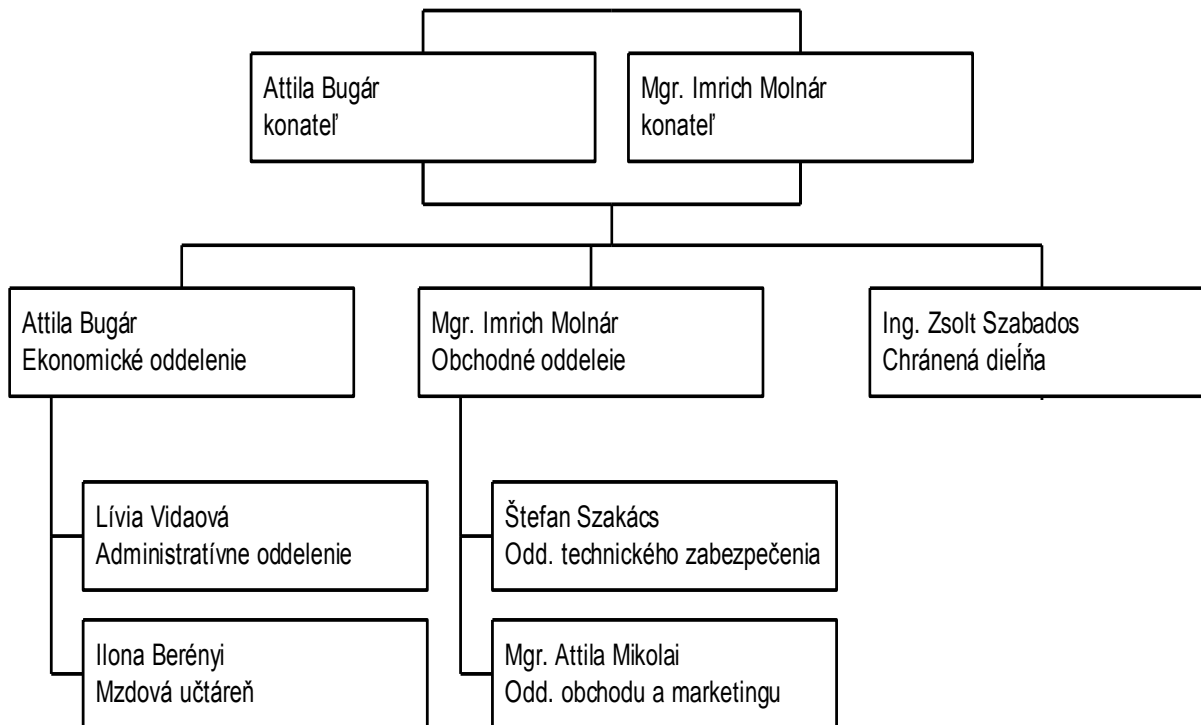 Attila Bugár
konateľ
Mgr. Imrich Molnár
konateľ
Attila Bugár
Ekonomické oddelenie
Mgr. Imrich Molnár
Obchodné oddeleie
Ing. Zsolt Szabados
Chránená dieĺňa
Lívia Vidaová
Administratívne oddelenie
Štefan Szakács
Odd. technického zabezpečenia
Ilona Berényi
Mzdová učtáreň
Mgr. Attila Mikolai
Odd. obchodu a marketingu